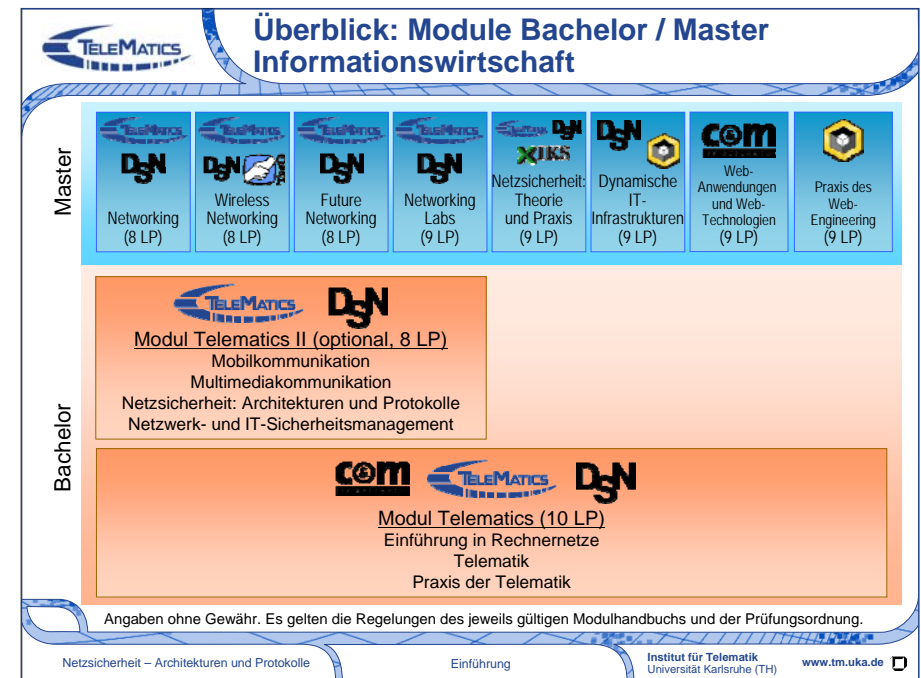 TELEMATICS
Überblick: Module Bachelor / Master
Informationswirtschaft
Master
TELEMATICS
DSN
Networking
(8 LP)
TELEMATICS
DSN
Wireless
Networking
(8 LP)
TELEMATICS
DSN
Future
Networking
(8 LP)
TELEMATICS
DSN
Networking
Labs
(9 LP)
TELEMATICS DSN
IKS
Netzsicherheit:
Theorie
und Praxis
(9 LP)
DSN
Dynamische
IT-
Infrastrukturen
(9 LP)
com
Web-
Anwendungen
und Web-
Technologien
(9 LP)
Praxis des
Web-
Engineering
(9 LP)
Bachelor
TELEMATICS DSN
Modul Telematics II (optional, 8 LP)
Mobilkommunikation
Multimediakommunikation
Netzsicherheit: Architekturen und Protokolle
Netzwerk- und IT-Sicherheitsmanagement
com TELEMATICS DSN
Modul Telematics (10 LP)
Einführung in Rechnernetze
Telematik
Praxis der Telematik
Angaben ohne Gewähr. Es gelten die Regelungen des jeweils gültigen Modulhandbuchs und der Prüfungsordnung.
Netzsicherheit – Architekturen und Protokolle
Einführung
Institut für Telematik
Universität Karlsruhe (TH)
www.tm.uka.de